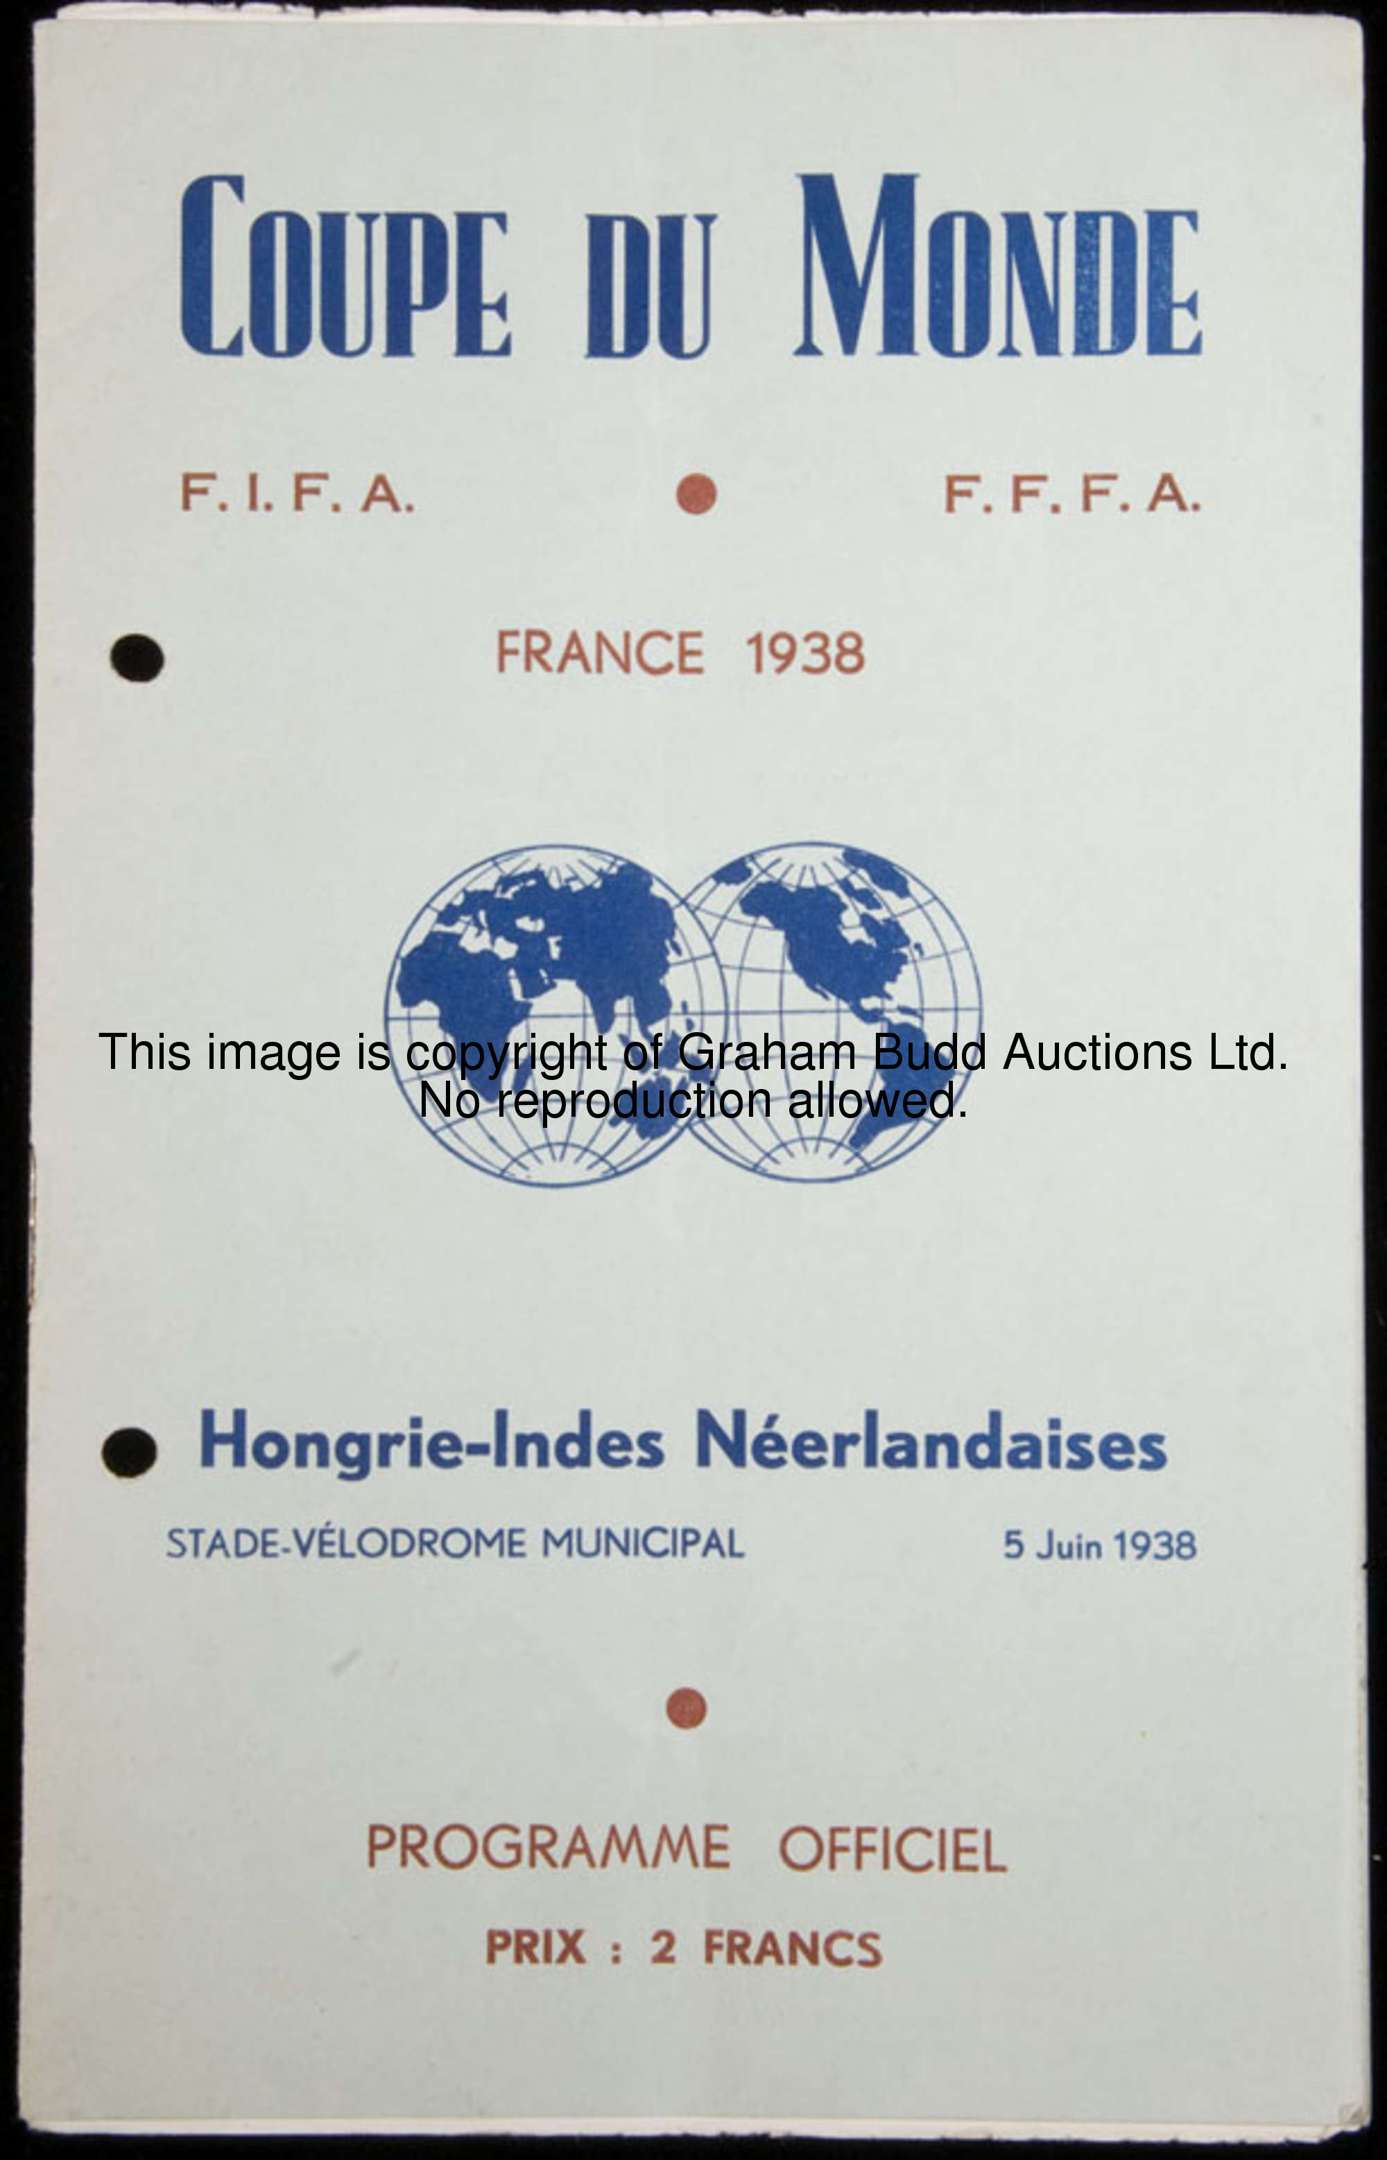 COUPE DU MONDE
F. I. F. A. • F. F. F. A.
FRANCE 1938
This image is copyright of Graham Budd Auctions Ltd.
No reproduction allowed.
Hongrie-Indes Néerlandaises
STADE-VÉLODROME MUNICIPAL 5 Juin 1938
PROGRAMME OFFICIEL
PRIX : 2 FRANCS